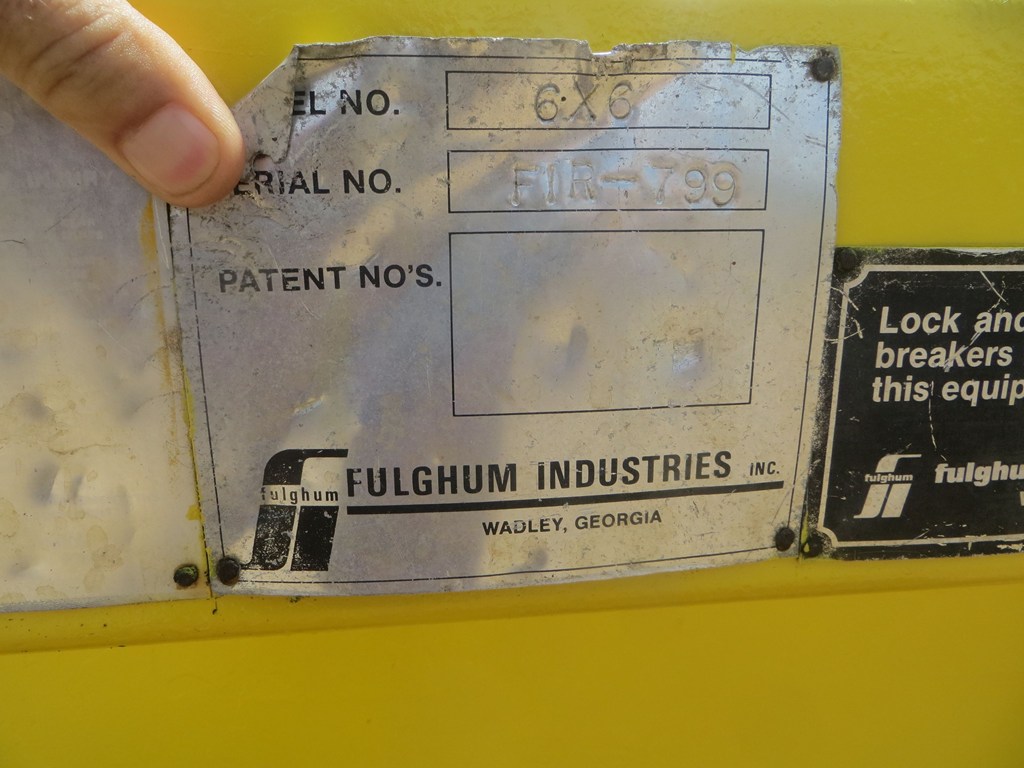 EL NO. 6X6
ERIAL NO. FIR-799
PATENT NO'S.
fulghum FULGHUM INDUSTRIES INC.
WADLEY, GEORGIA
Lock and
breakers
this equip
fulghum fulghu